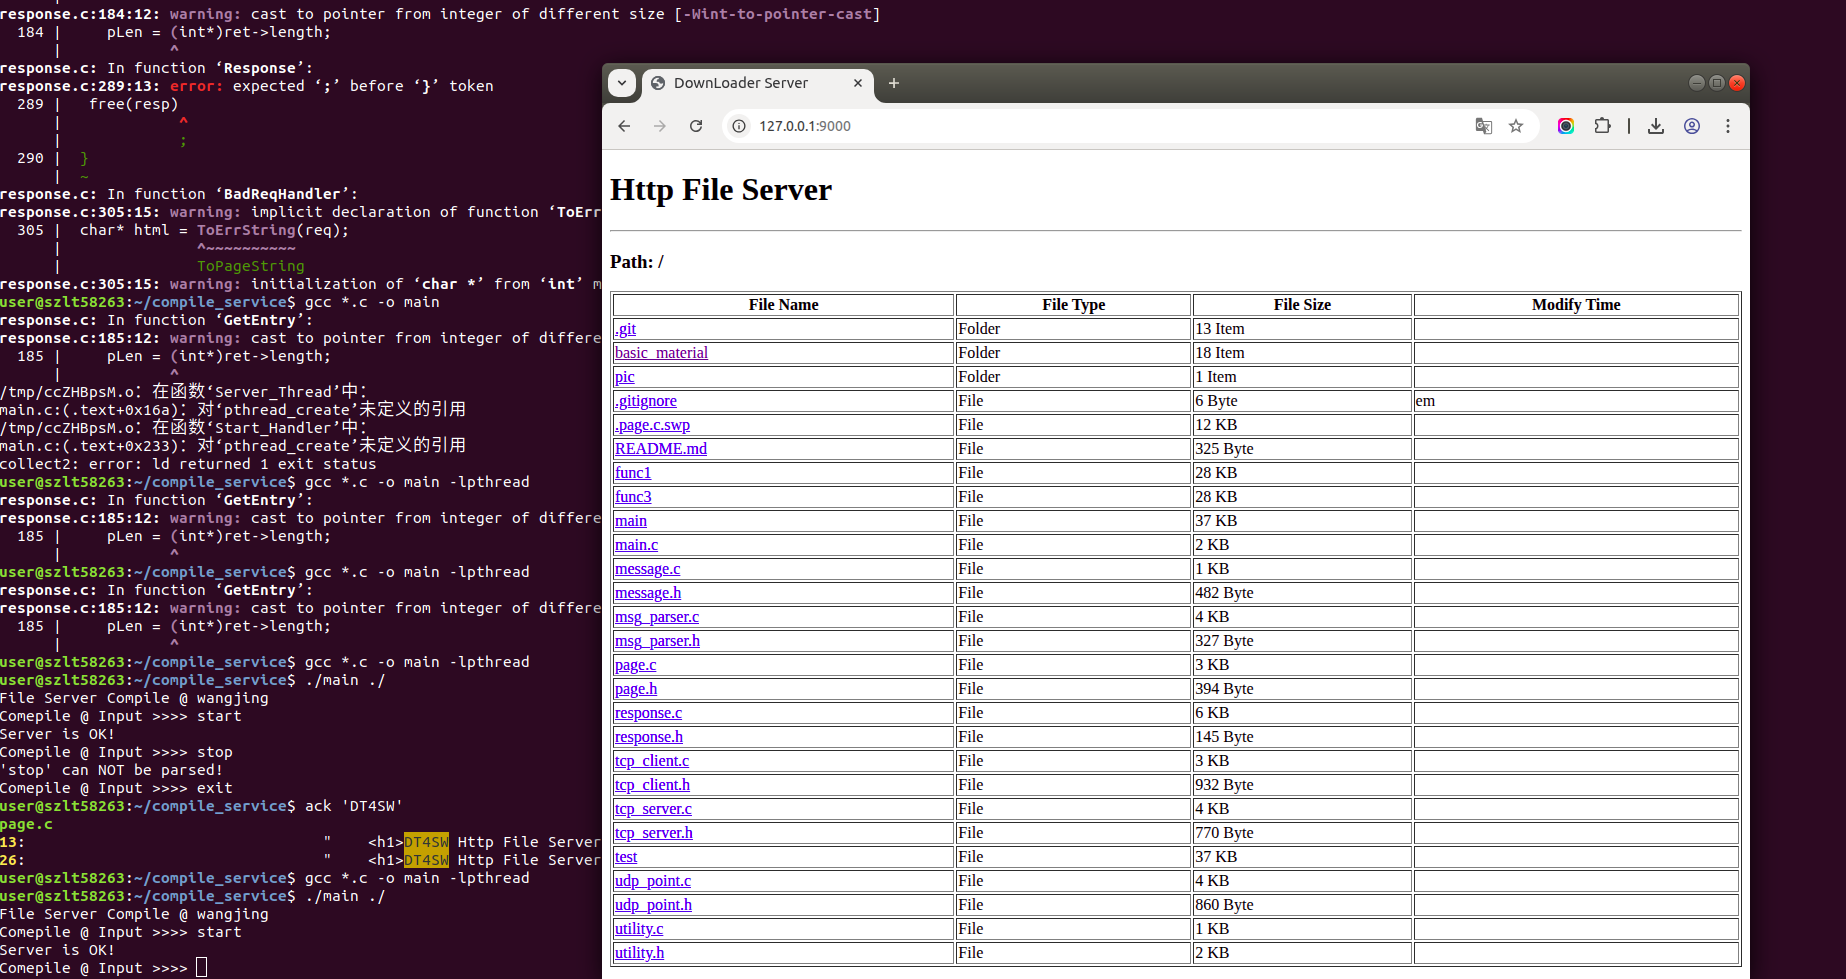 response.c:184:12: warning: cast to pointer from integer of different size [-Wint-to-pointer-cast]
184 |     pLen = (int*)ret->length;
|            ^
response.c: In function ‘Response’:
response.c:289:13: error: expected ‘;’ before ‘}’ token
289 |   free(resp)
|             ^
|             ;
290 |  }
|  ~
response.c: In function ‘BadReqHandler’:
response.c:305:15: warning: implicit declaration of function ‘ToErr
305 |  char* html = ToErrString(req);
|               ^~~~~~~~~~~
|               ToPageString
response.c:305:15: warning: initialization of ‘char *’ from ‘int’ m
user@szlt58263:~/compile_service$ gcc *.c -o main
response.c: In function ‘GetEntry’:
response.c:185:12: warning: cast to pointer from integer of differe
185 |     pLen = (int*)ret->length;
|            ^
/tmp/ccZHBpsM.o: 在函数‘Server_Thread’中：
main.c:(.text+0x16a): 对‘pthread_create’未定义的引用
/tmp/ccZHBpsM.o: 在函数‘Start_Handler’中：
main.c:(.text+0x233): 对‘pthread_create’未定义的引用
collect2: error: ld returned 1 exit status
user@szlt58263:~/compile_service$ gcc *.c -o main -lpthread
response.c: In function ‘GetEntry’:
response.c:185:12: warning: cast to pointer from integer of differe
185 |     pLen = (int*)ret->length;
|            ^
user@szlt58263:~/compile_service$ gcc *.c -o main -lpthread
response.c: In function ‘GetEntry’:
response.c:185:12: warning: cast to pointer from integer of differe
185 |     pLen = (int*)ret->length;
|            ^
user@szlt58263:~/compile_service$ gcc *.c -o main -lpthread
user@szlt58263:~/compile_service$ ./main ./
File Server Compile @ wangjing
Comepile @ Input >>>> start
Server is OK!
Comepile @ Input >>>> stop
'stop' can NOT be parsed!
Comepile @ Input >>>> exit
user@szlt58263:~/compile_service$ ack 'DT4SW'
page.c
13:                                 "    <h1>DT4SW Http File Server
26:                                 "    <h1>DT4SW Http File Server
user@szlt58263:~/compile_service$ gcc *.c -o main -lpthread
user@szlt58263:~/compile_service$ ./main ./
File Server Compile @ wangjing
Comepile @ Input >>>> start
Server is OK!
Comepile @ Input >>>>
DownLoader Server
127.0.0.1:9000
Http File Server
Path: /
File Name File Type File Size Modify Time
.git Folder 13 Item
basic_material Folder 18 Item
pic Folder 1 Item
.gitignore File 6 Byte em
.page.c.swp File 12 KB
README.md File 325 Byte
func1 File 28 KB
func3 File 28 KB
main File 37 KB
main.c File 2 KB
message.c File 1 KB
message.h File 482 Byte
msg_parser.c File 4 KB
msg_parser.h File 327 Byte
page.c File 3 KB
page.h File 394 Byte
response.c File 6 KB
response.h File 145 Byte
tcp_client.c File 3 KB
tcp_client.h File 932 Byte
tcp_server.c File 4 KB
tcp_server.h File 770 Byte
test File 37 KB
udp_point.c File 4 KB
udp_point.h File 860 Byte
utility.c File 1 KB
utility.h File 2 KB